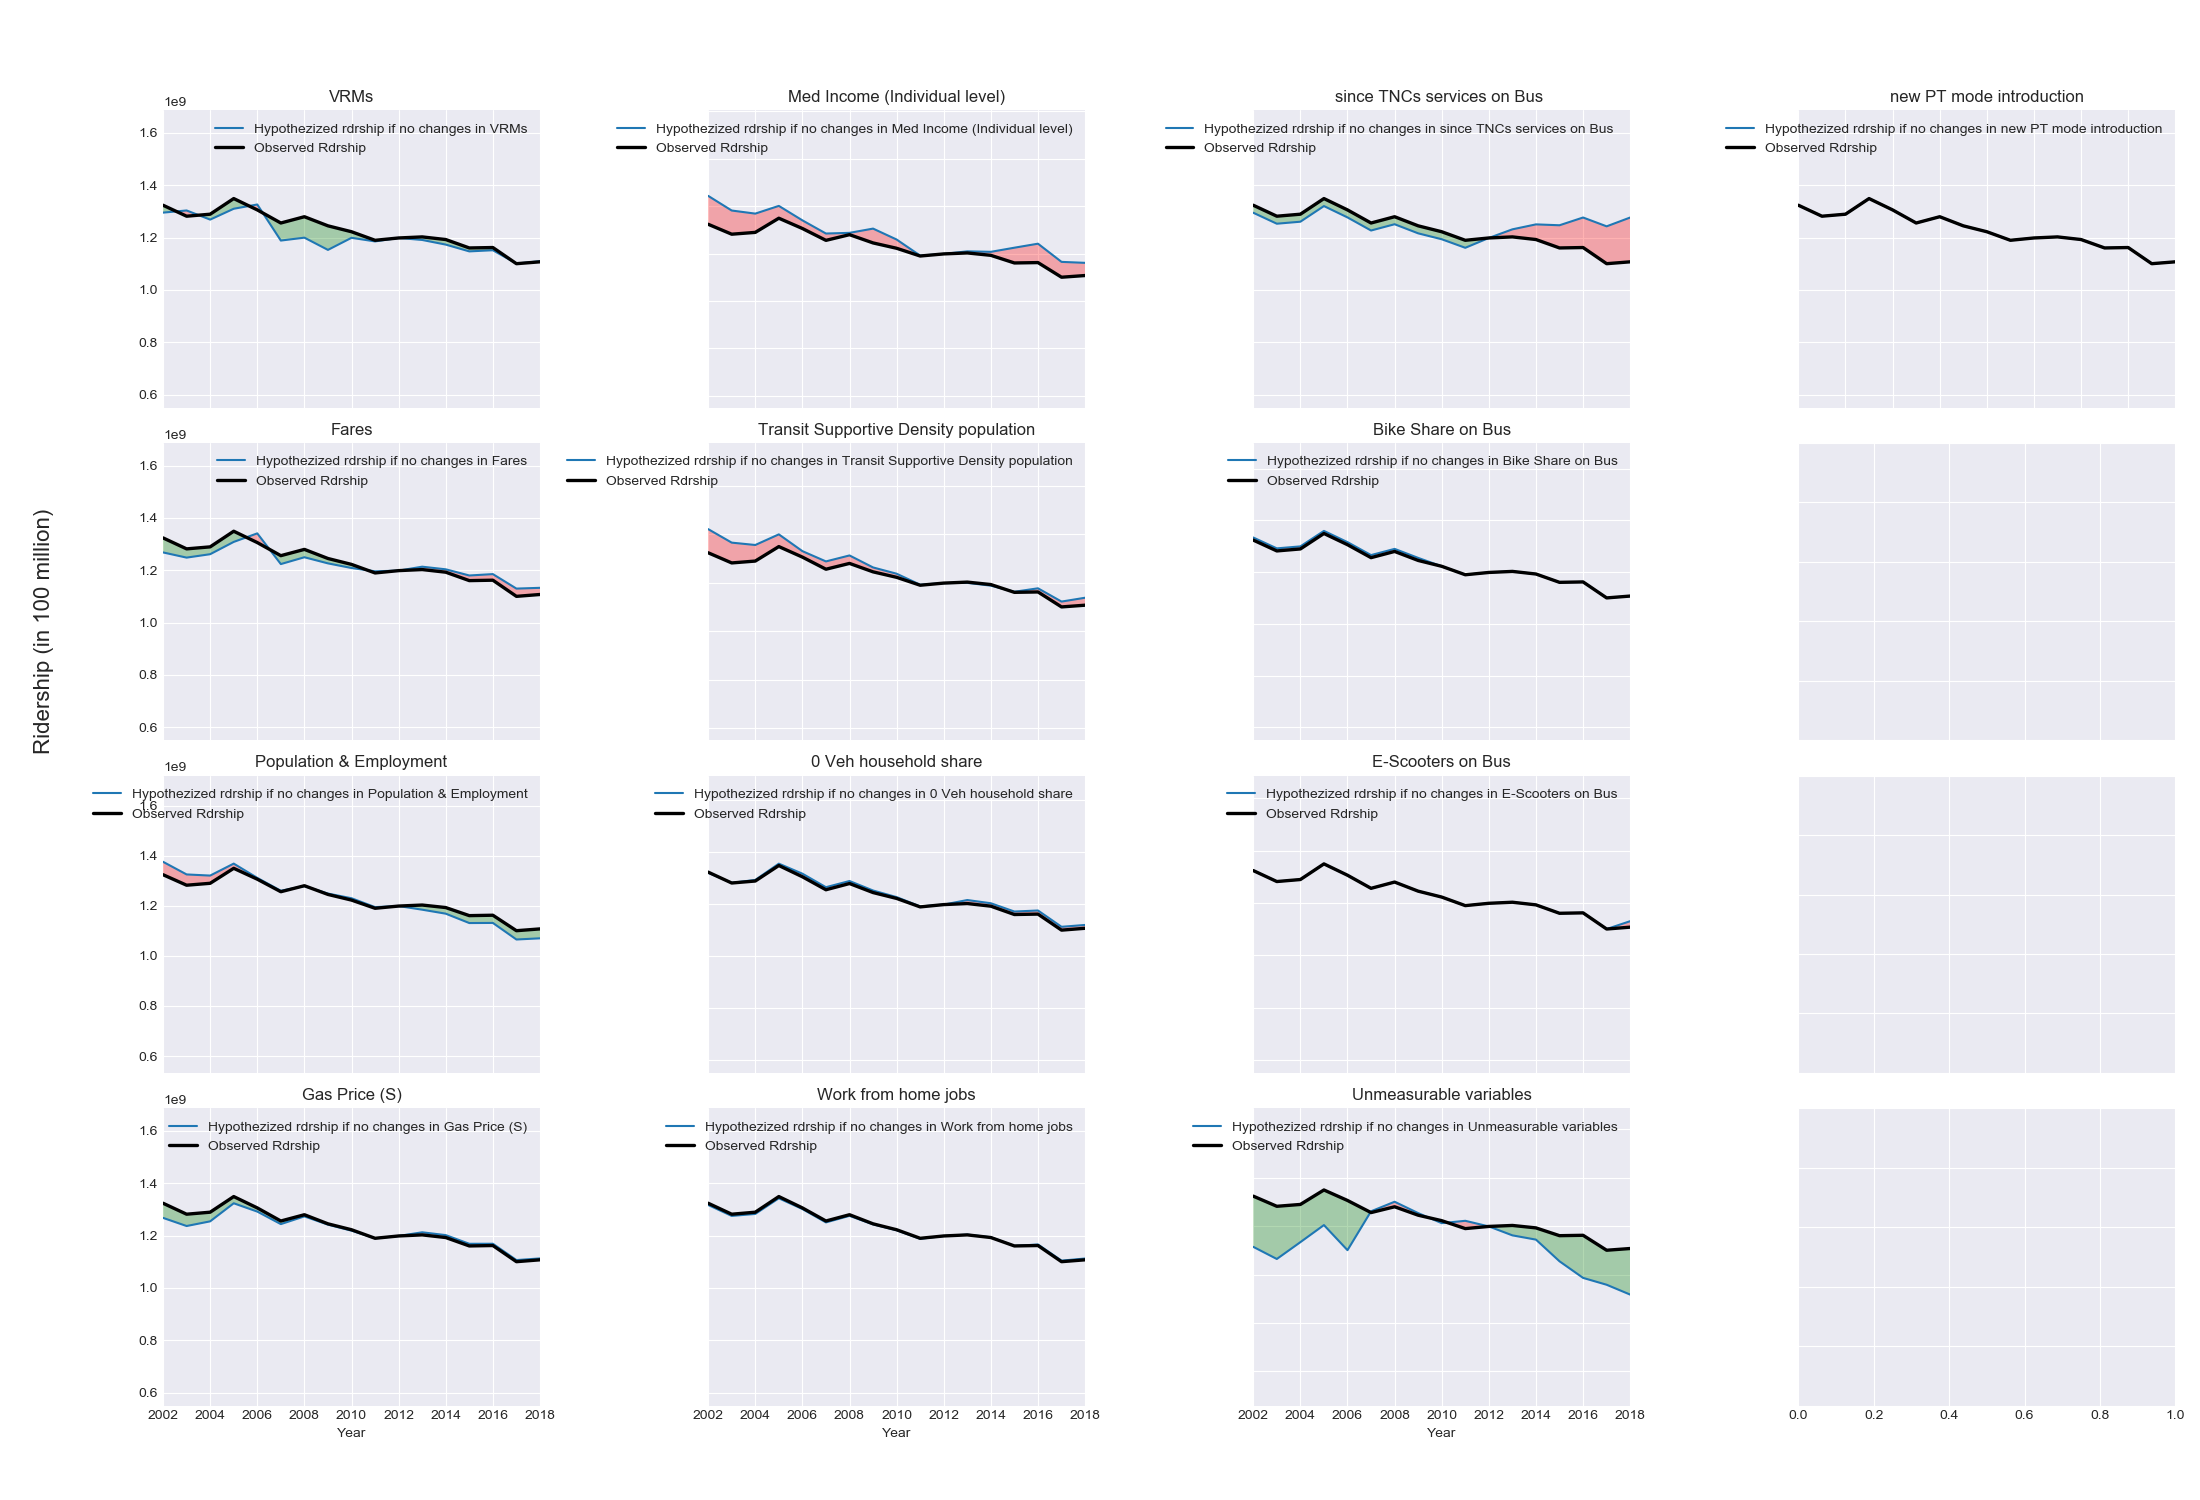 VRMs
Med Income (Individual level)
since TNCs services on Bus
new PT mode introduction
1e9
Hypothezized rdrship if no changes in VRMs
Observed Rdrship
Hypothezized rdrship if no changes in Med Income (Individual level)
Observed Rdrship
Hypothezized rdrship if no changes in since TNCs services on Bus
Observed Rdrship
Hypothezized rdrship if no changes in new PT mode introduction
Observed Rdrship
1.6
1.4
1.2
1.0
0.8
0.6
Fares
Transit Supportive Density population
Bike Share on Bus
1e9
Hypothezized rdrship if no changes in Fares
Observed Rdrship
Hypothezized rdrship if no changes in Transit Supportive Density population
Observed Rdrship
Hypothezized rdrship if no changes in Bike Share on Bus
Observed Rdrship
1.6
1.4
1.2
1.0
0.8
0.6
Ridership (in 100 million)
Population & Employment
0 Veh household share
E-Scooters on Bus
1e9
Hypothezized rdrship if no changes in Population & Employment
Observed Rdrship
Hypothezized rdrship if no changes in 0 Veh household share
Observed Rdrship
Hypothezized rdrship if no changes in E-Scooters on Bus
Observed Rdrship
1.6
1.4
1.2
1.0
0.8
0.6
Gas Price (S)
Work from home jobs
Unmeasurable variables
1e9
Hypothezized rdrship if no changes in Gas Price (S)
Observed Rdrship
Hypothezized rdrship if no changes in Work from home jobs
Observed Rdrship
Hypothezized rdrship if no changes in Unmeasurable variables
Observed Rdrship
1.6
1.4
1.2
1.0
0.8
0.6
2002 2004 2006 2008 2010 2012 2014 2016 2018
Year
2002 2004 2006 2008 2010 2012 2014 2016 2018
Year
2002 2004 2006 2008 2010 2012 2014 2016 2018
Year
0.0 0.2 0.4 0.6 0.8 1.0